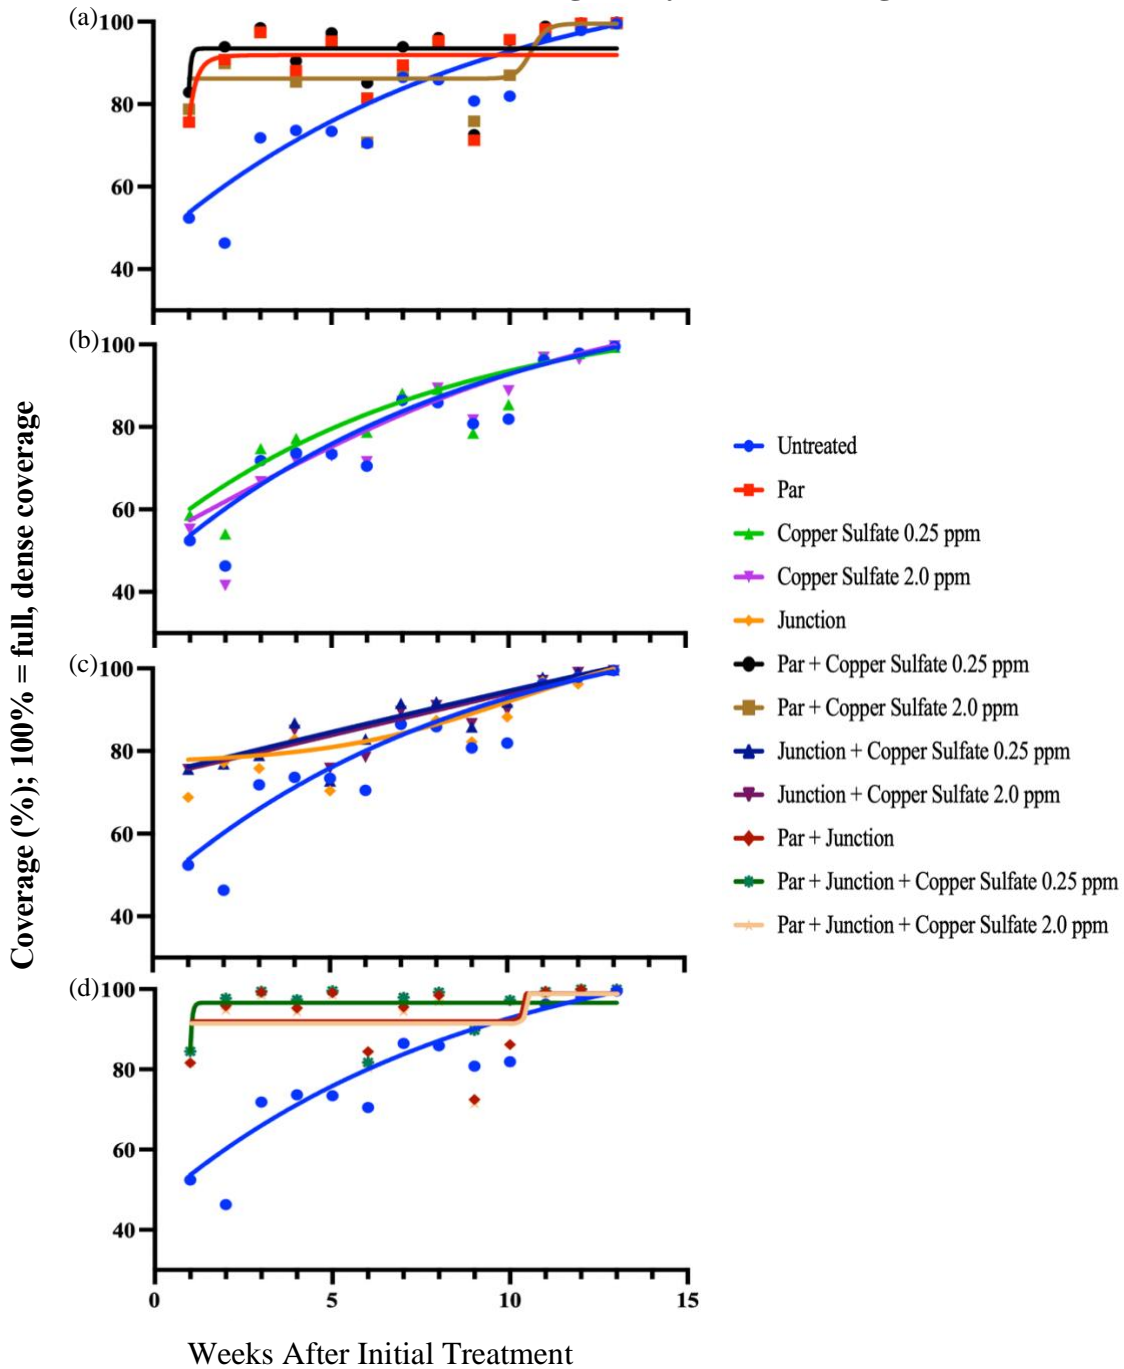 (a)
100
80
60
40
(b)
100
80
60
40
(c)
100
80
60
40
(d)
100
80
60
40
0 5 10 15
Weeks After Initial Treatment
Coverage (%); 100% = full, dense coverage
Untreated
Par
Copper Sulfate 0.25 ppm
Copper Sulfate 2.0 ppm
Junction
Par + Copper Sulfate 0.25 ppm
Par + Copper Sulfate 2.0 ppm
Junction + Copper Sulfate 0.25 ppm
Junction + Copper Sulfate 2.0 ppm
Par + Junction
Par + Junction + Copper Sulfate 0.25 ppm
Par + Junction + Copper Sulfate 2.0 ppm